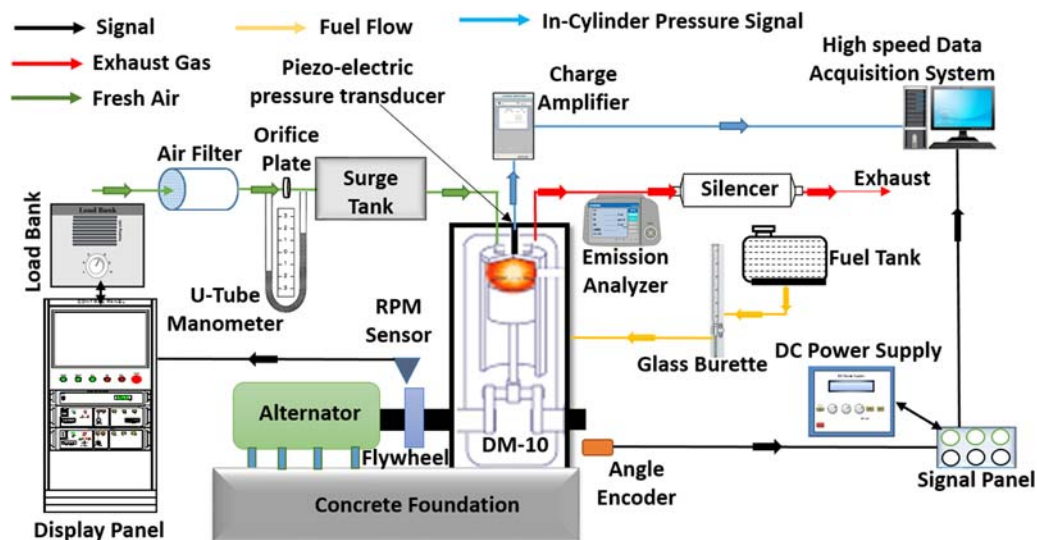 Signal
Fuel Flow
In-Cylinder Pressure Signal
Exhaust Gas
Fresh Air
Piezo-electric
pressure transducer
Charge
Amplifier
High speed Data
Acquisition System
Air Filter
Orifice
Plate
Surge
Tank
Silencer
Exhaust
Load Bank
Load Bank
Emission
Analyzer
Fuel Tank
U-Tube
Manometer
RPM
Sensor
Glass Burette
DC Power Supply
Alternator
Flywheel
DM-10
Angle
Encoder
Signal Panel
Concrete Foundation
Display Panel